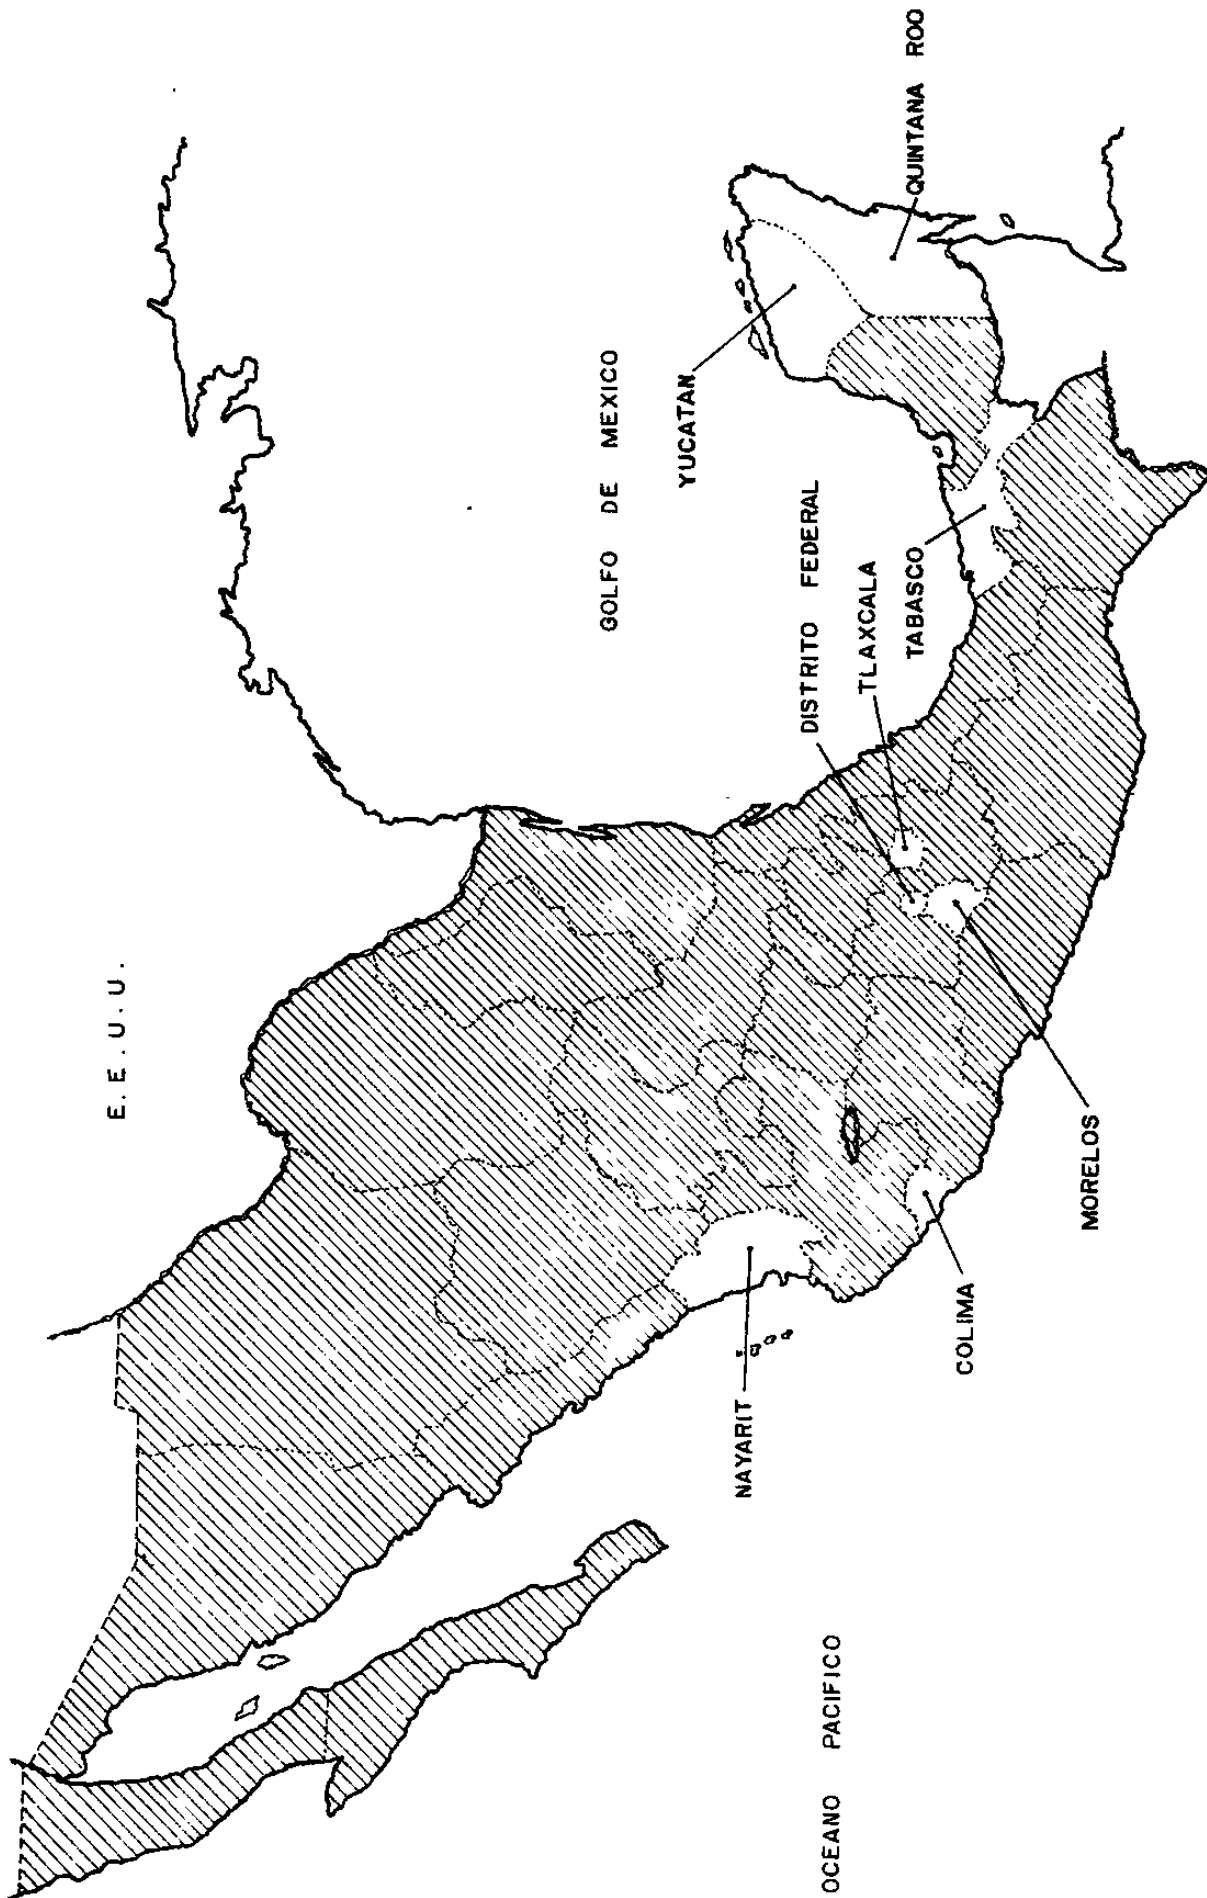 E. E. U. U.
GOLFO DE MEXICO
YUCATAN
DISTRITO FEDERAL
TLAXCALA
TABASCO
QUINTANA ROO
NAYARIT
COLIMA
MORELOS
OCEANO PACIFICO